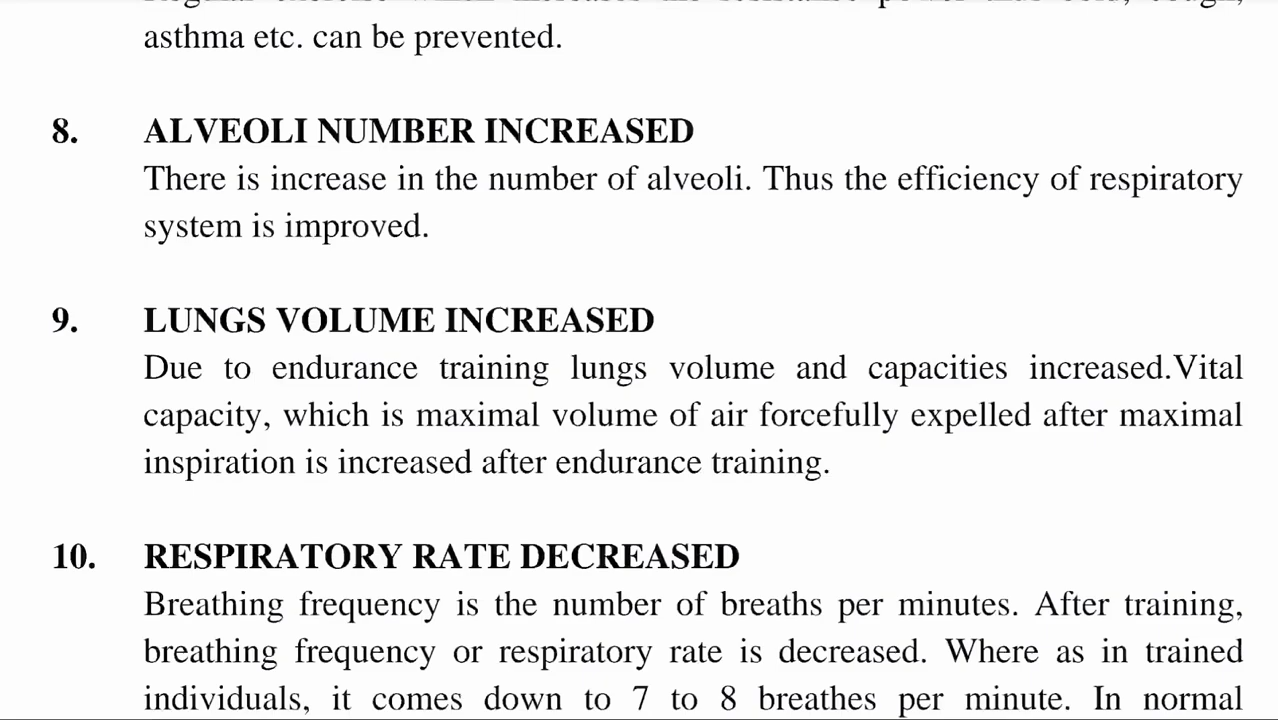 asthma etc. can be prevented.
8. ALVEOLI NUMBER INCREASED
There is increase in the number of alveoli. Thus the efficiency of respiratory
system is improved.
9. LUNGS VOLUME INCREASED
Due to endurance training lungs volume and capacities increased.Vital
capacity, which is maximal volume of air forcefully expelled after maximal
inspiration is increased after endurance training.
10. RESPIRATORY RATE DECREASED
Breathing frequency is the number of breaths per minutes. After training,
breathing frequency or respiratory rate is decreased. Where as in trained
individuals, it comes down to 7 to 8 breathes per minute. In normal